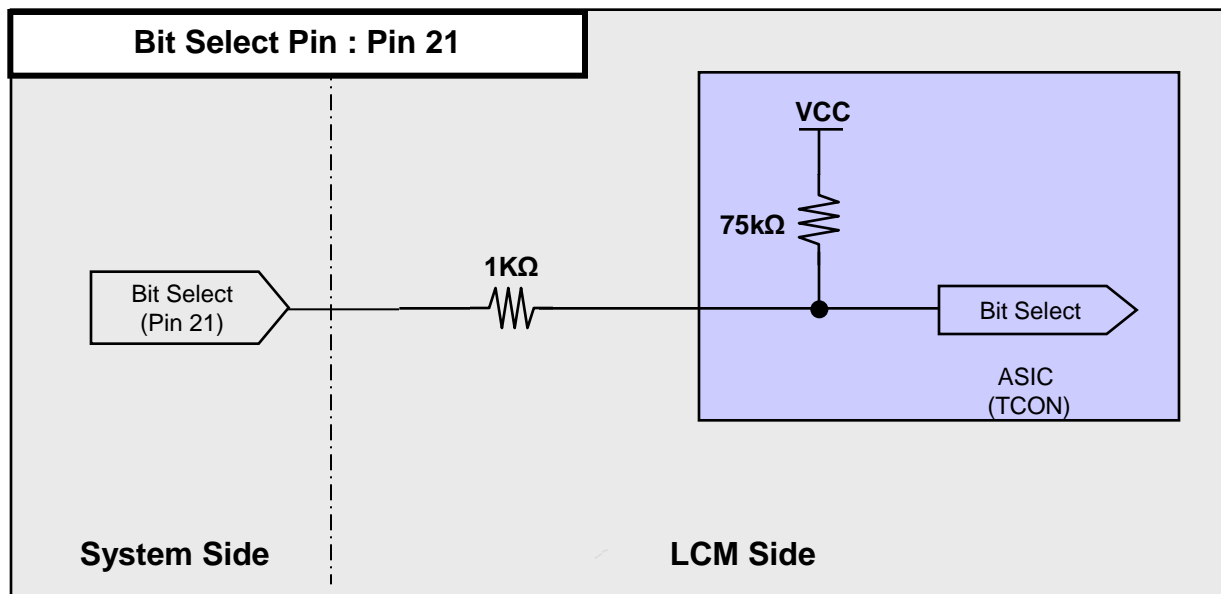 Bit Select Pin : Pin 21
VCC
75kΩ
1KΩ
Bit Select
(Pin 21)
Bit Select
ASIC
(TCON)
System Side
LCM Side